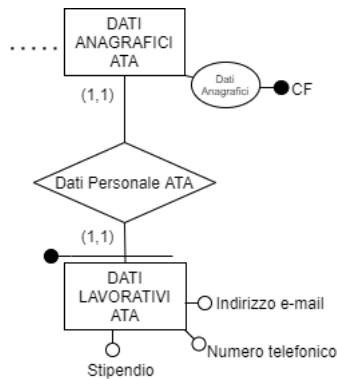 DATI
ANAGRAFICI
ATA
Dati
Anagrafici
CF
(1,1)
Dati Personale ATA
(1,1)
DATI
LAVORATIVI
ATA
Indirizzo e-mail
Numero telefonico
Stipendio